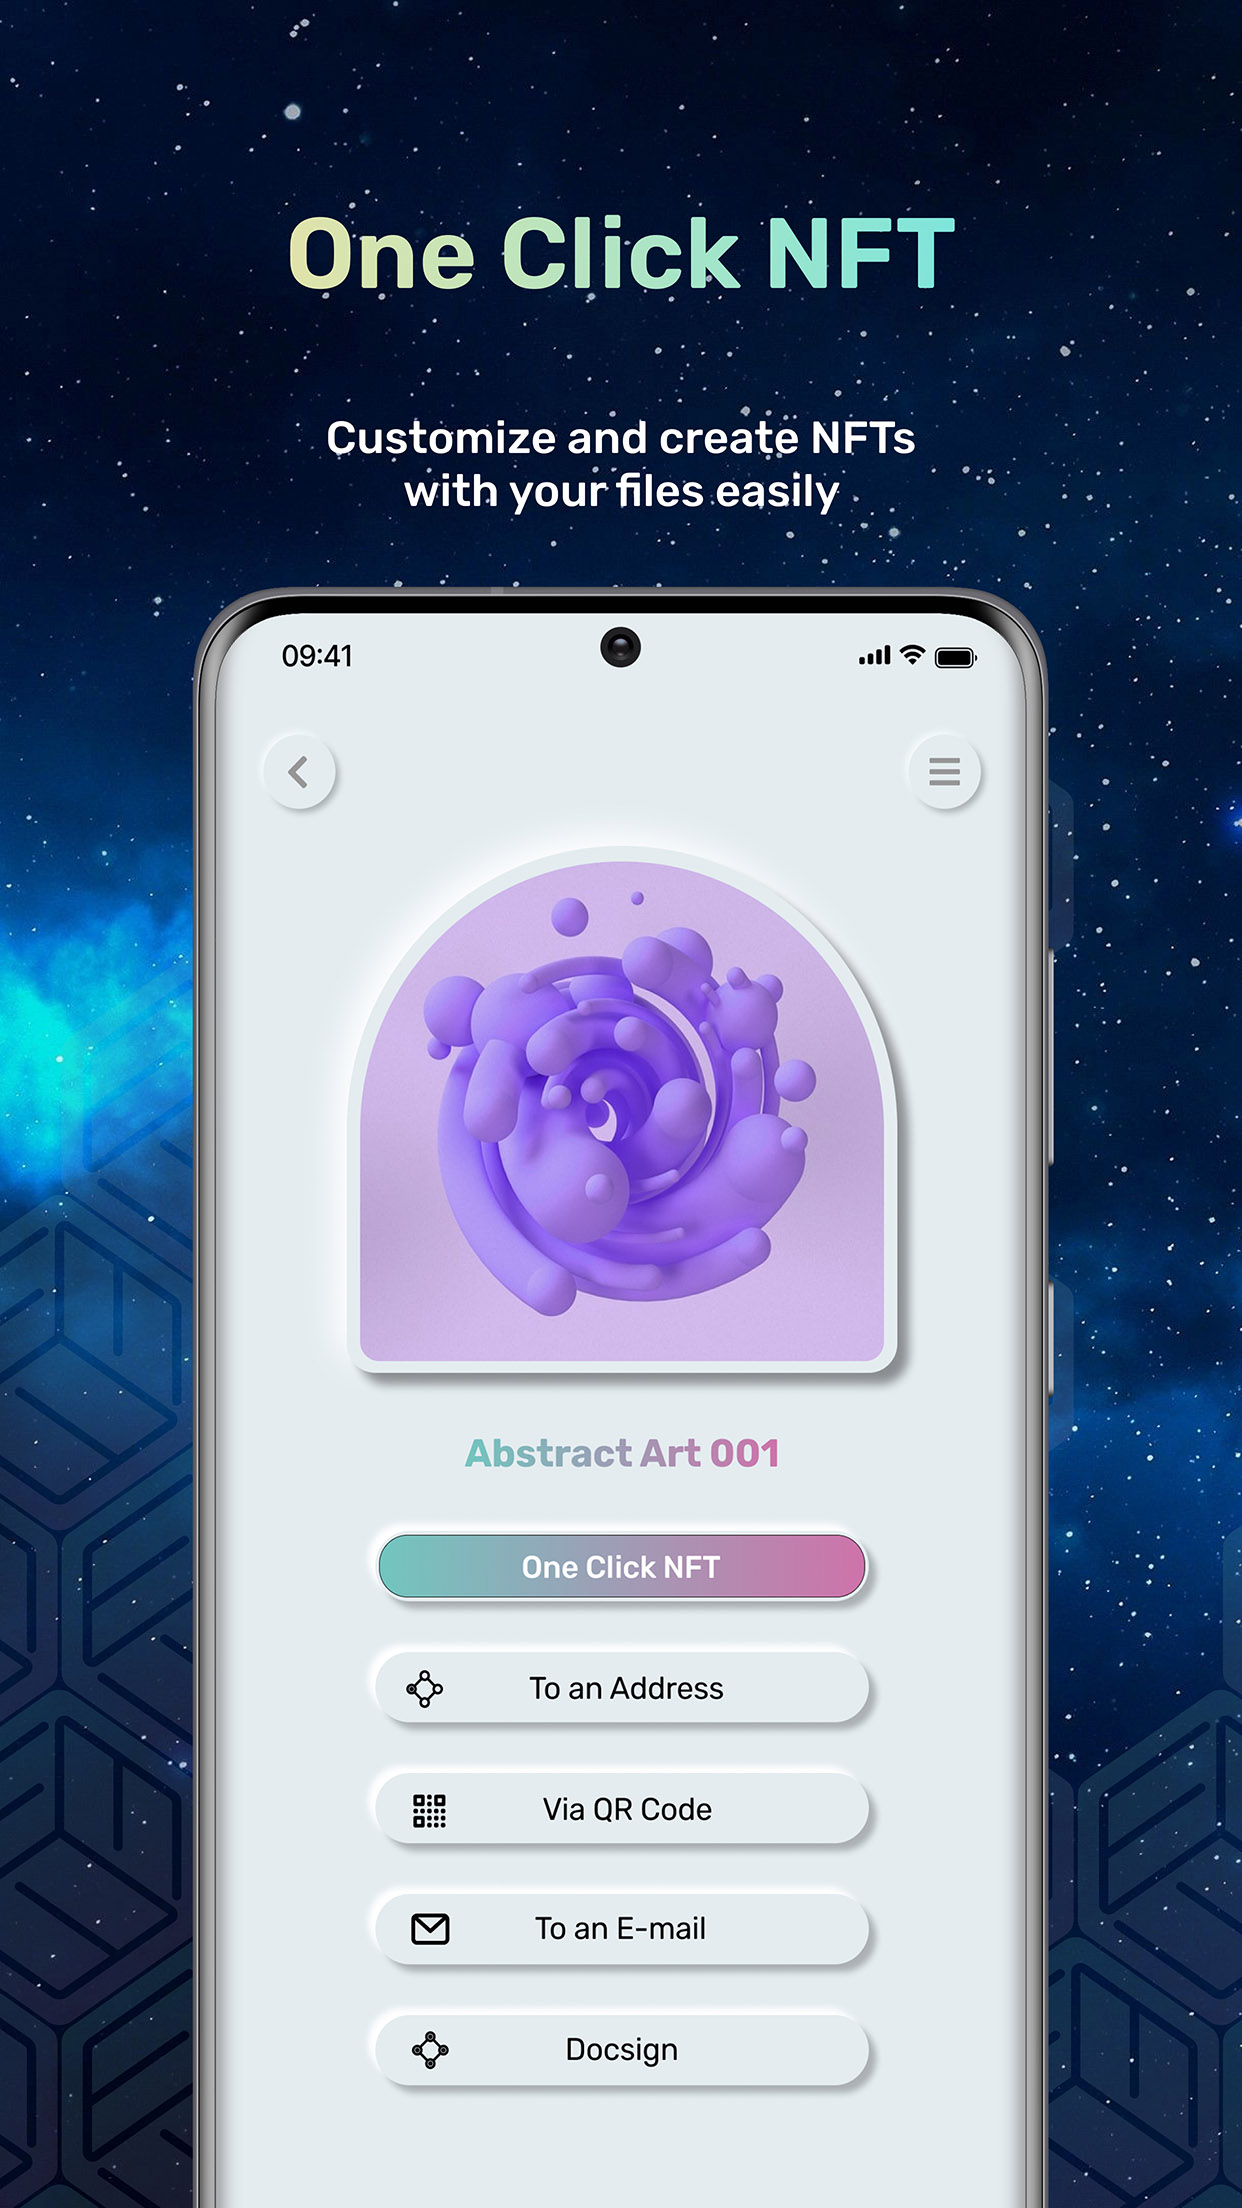 One Click NFT
Customize and create NFTs
with your files easily
09:41
Abstract Art 001
One Click NFT
To an Address
Via QR Code
To an E-mail
Docsign